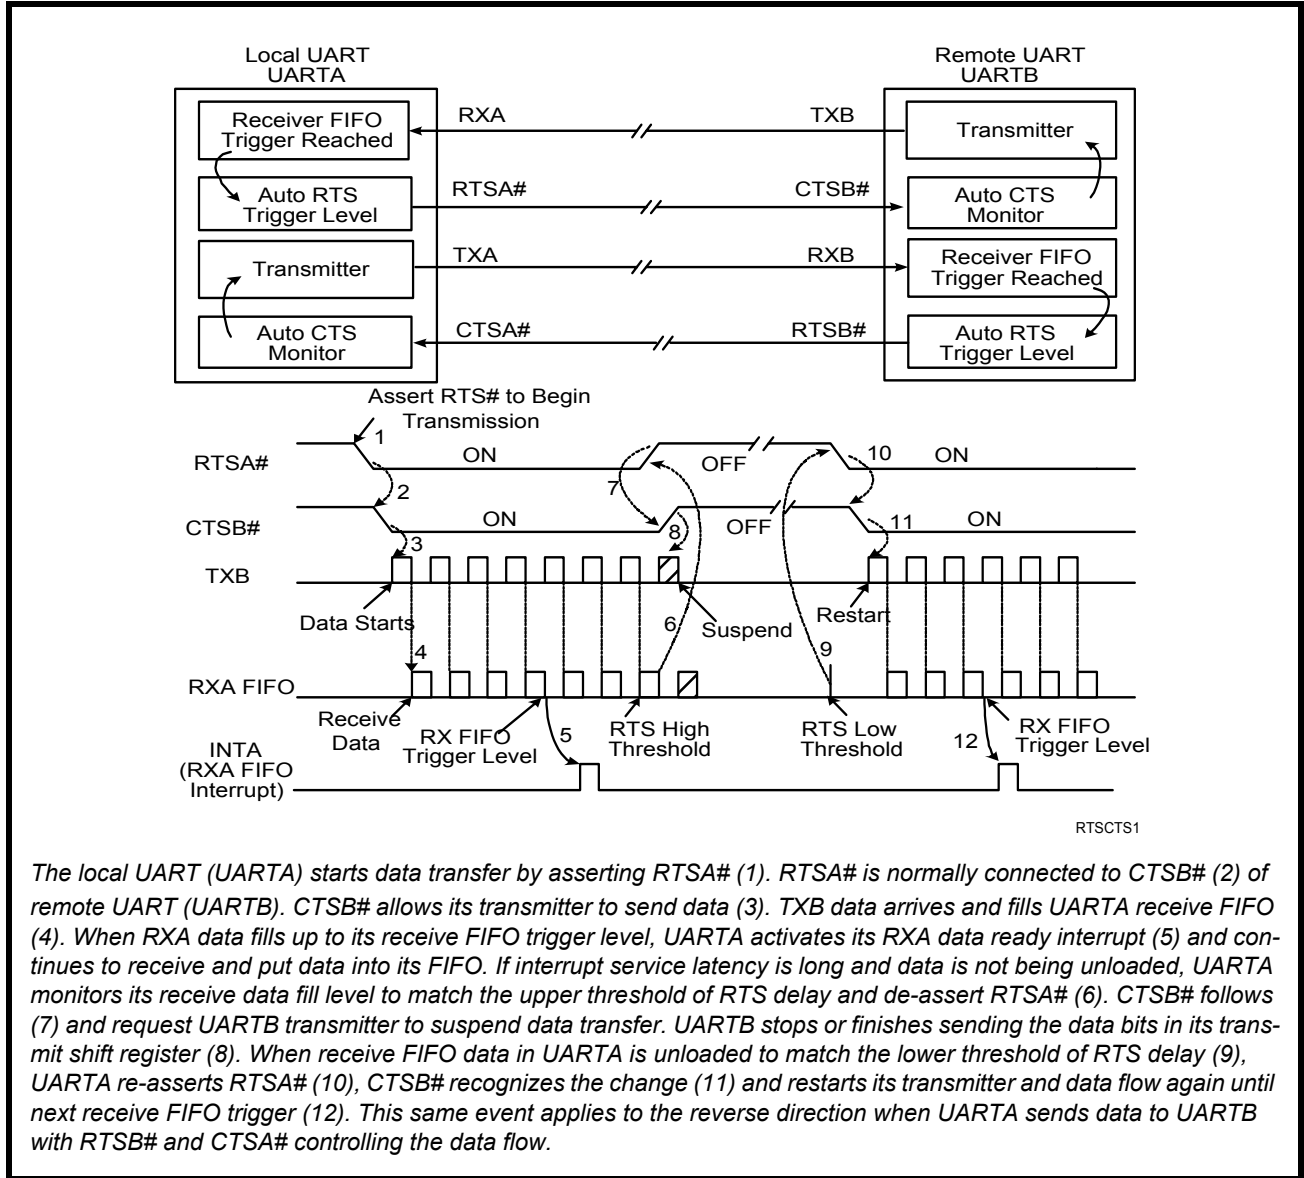 Local UART
UARTA
Remote UART
UARTB
Receiver FIFO
Trigger Reached
RXA
TXB
Transmitter
Auto RTS
Trigger Level
RTSA#
CTSB#
Auto CTS
Monitor
Transmitter
TXA
RXB
Receiver FIFO
Trigger Reached
Auto CTS
Monitor
CTSA#
RTSB#
Auto RTS
Trigger Level
Assert RTS# to Begin
Transmission
1
RTSA#
ON
OFF
10
ON
2
7
CTSB#
ON
OFF
11
ON
3
8
TXB
Data Starts
6
Suspend
Restart
4
9
RXA FIFO
Receive
Data
RX FIFO
Trigger Level
5
RTS High
Threshold
RTS Low
Threshold
12
RX FIFO
Trigger Level
INTA
(RXA FIFO
Interrupt)
RTSCTS1
The local UART (UARTA) starts data transfer by asserting RTSA# (1). RTSA# is normally connected to CTSB# (2) of
remote UART (UARTB). CTSB# allows its transmitter to send data (3). TXB data arrives and fills UARTA receive FIFO
(4). When RXA data fills up to its receive FIFO trigger level, UARTA activates its RXA data ready interrupt (5) and con-
tinues to receive and put data into its FIFO. If interrupt service latency is long and data is not being unloaded, UARTA
monitors its receive data fill level to match the upper threshold of RTS delay and de-assert RTSA# (6). CTSB# follows
(7) and request UARTB transmitter to suspend data transfer. UARTB stops or finishes sending the data bits in its trans-
mit shift register (8). When receive FIFO data in UARTA is unloaded to match the lower threshold of RTS delay (9),
UARTA re-asserts RTSA# (10), CTSB# recognizes the change (11) and restarts its transmitter and data flow again until
next receive FIFO trigger (12). This same event applies to the reverse direction when UARTA sends data to UARTB
with RTSB# and CTSA# controlling the data flow.